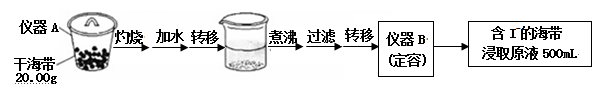 仪器 A
干海带
20.00g
灼烧
加水
转移
煮沸
过滤
转移
仪器 B
(定容)
含 I⁻的海带
浸取原液 500mL